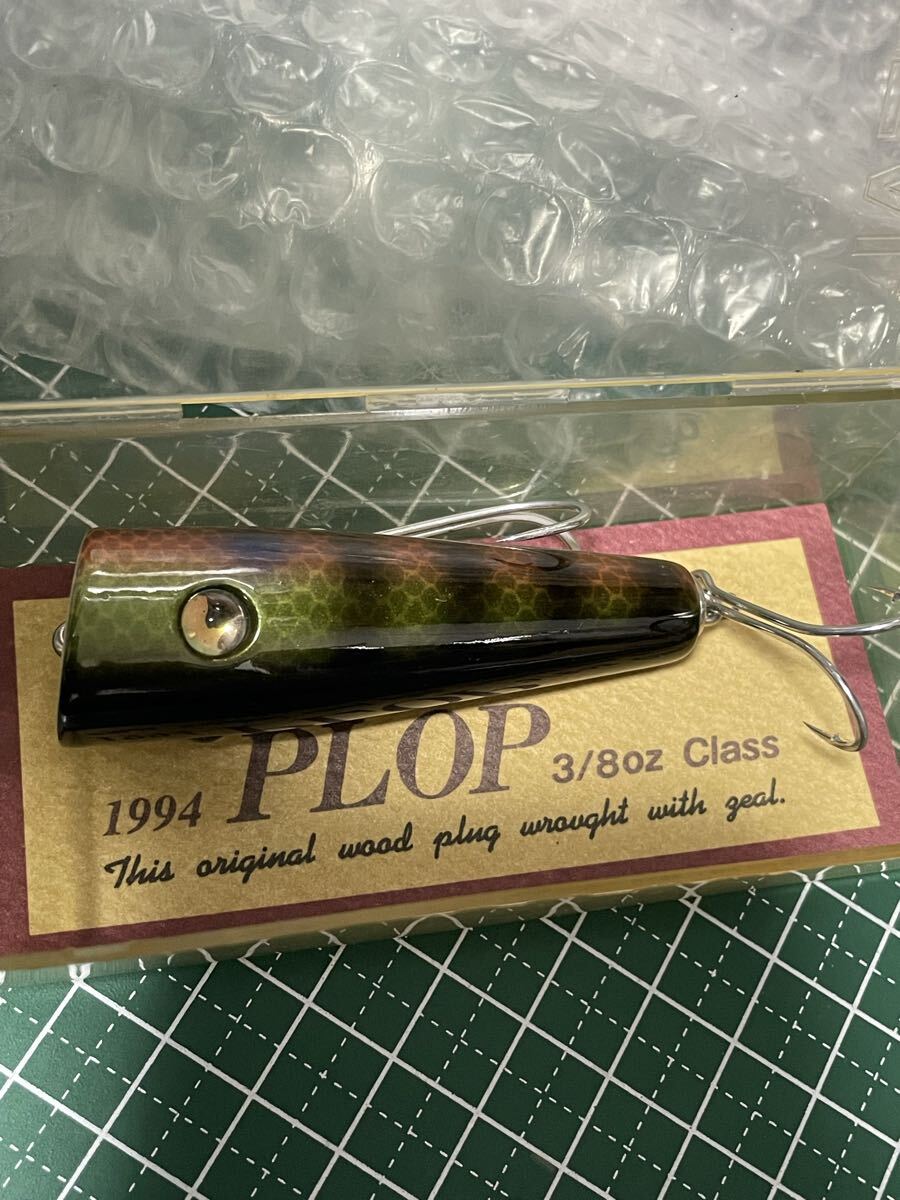 1994 PLOP 3/8oz Class
This original wood plug wrought with zeal.